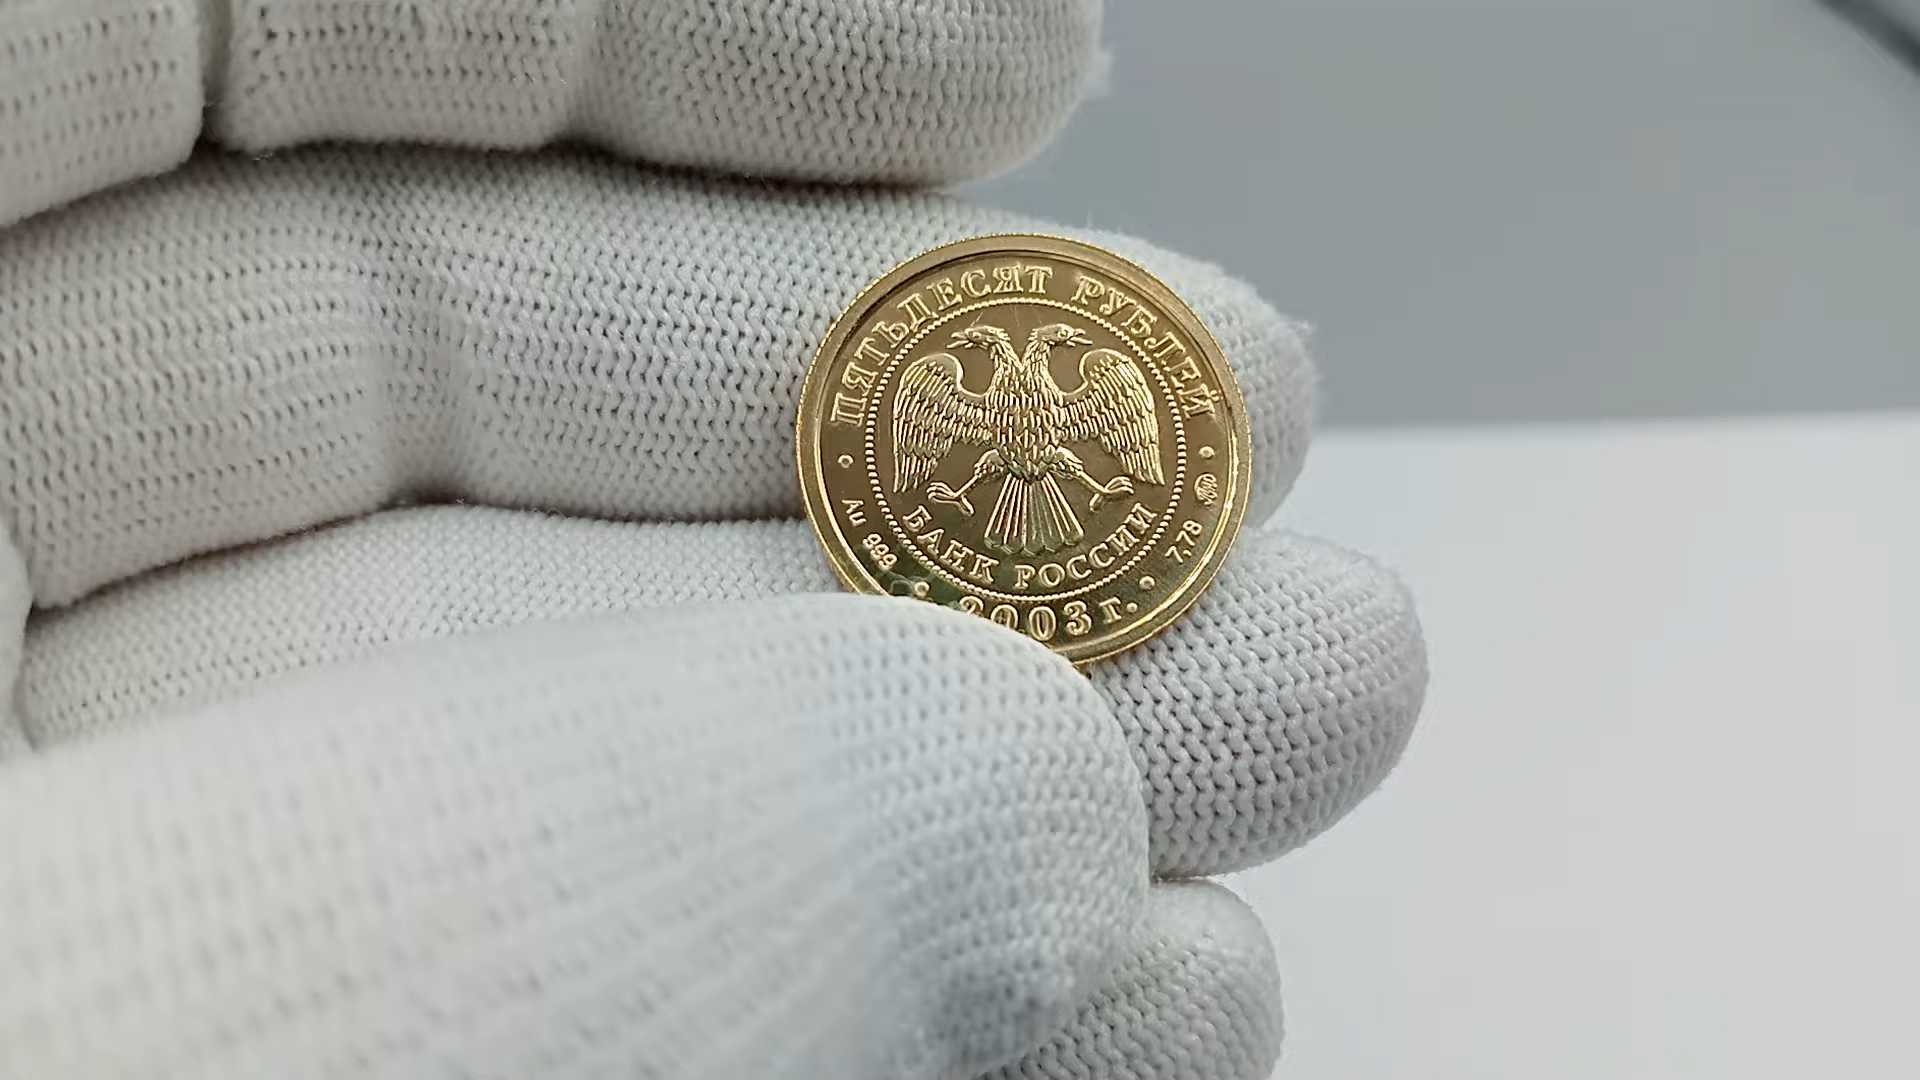 ПЯТЬДЕСЯТ РУБЛЕЙ
БАНК РОССИИ
Au 999
2003 г.
7,78